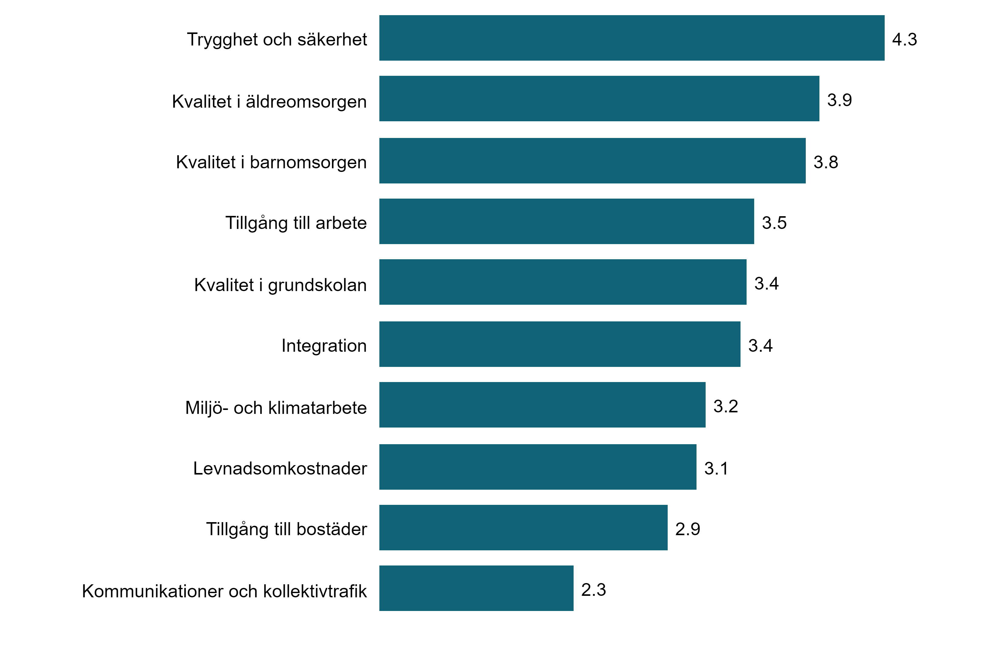 Trygghet och säkerhet 4.3
Kvalitet i äldreomsorgen 3.9
Kvalitet i barnomsorgen 3.8
Tillgång till arbete 3.5
Kvalitet i grundskolan 3.4
Integration 3.4
Miljö- och klimatarbete 3.2
Levnadsomkostnader 3.1
Tillgång till bostäder 2.9
Kommunikationer och kollektivtrafik 2.3